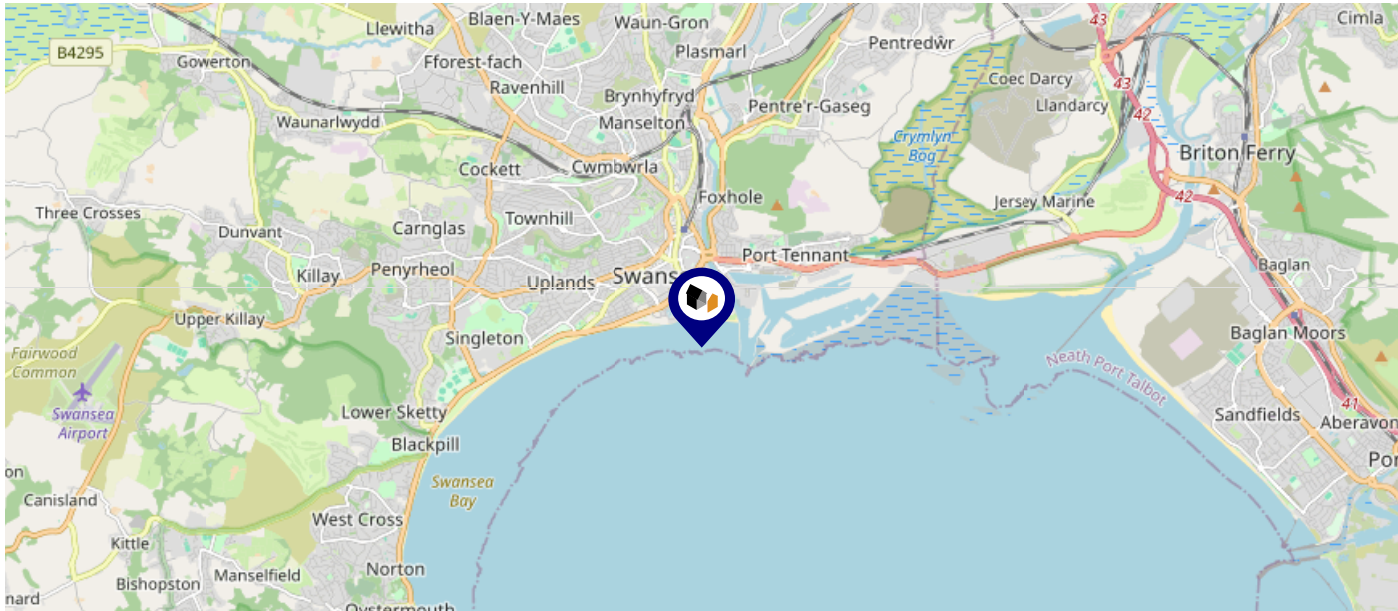 Cimla
Blaen-Y-Maes
Waun-Gron
43
Llewitha
Plasmarl
Pentredŵr
B4295
Gowerton
Fforest-fach
Coec Darcy
43
Ravenhill
Brynhyfryd
Pentre'r-Gaseg
Llandarcy
42
Waunarlwydd
Manselton
Crymlyn
Bog
Briton Ferry
Cockett
Cwmbwrla
42
Foxhole
Jersey Marine
Three Crosses
Townhill
Dunvant
Carnglas
Port Tennant
Baglan
Killay
Penyrheol
Uplands
Swans
Upper Killay
Singleton
Baglan Moors
Fairwood
Common
Neath Port Talbot
Swansea
Airport
Lower Sketty
Sandfields
41
Aberavon
Blackpill
Por
on
Swansea
Bay
Canisland
West Cross
Kittle
Norton
Manselfield
Bishopston
nard
Oystermouth